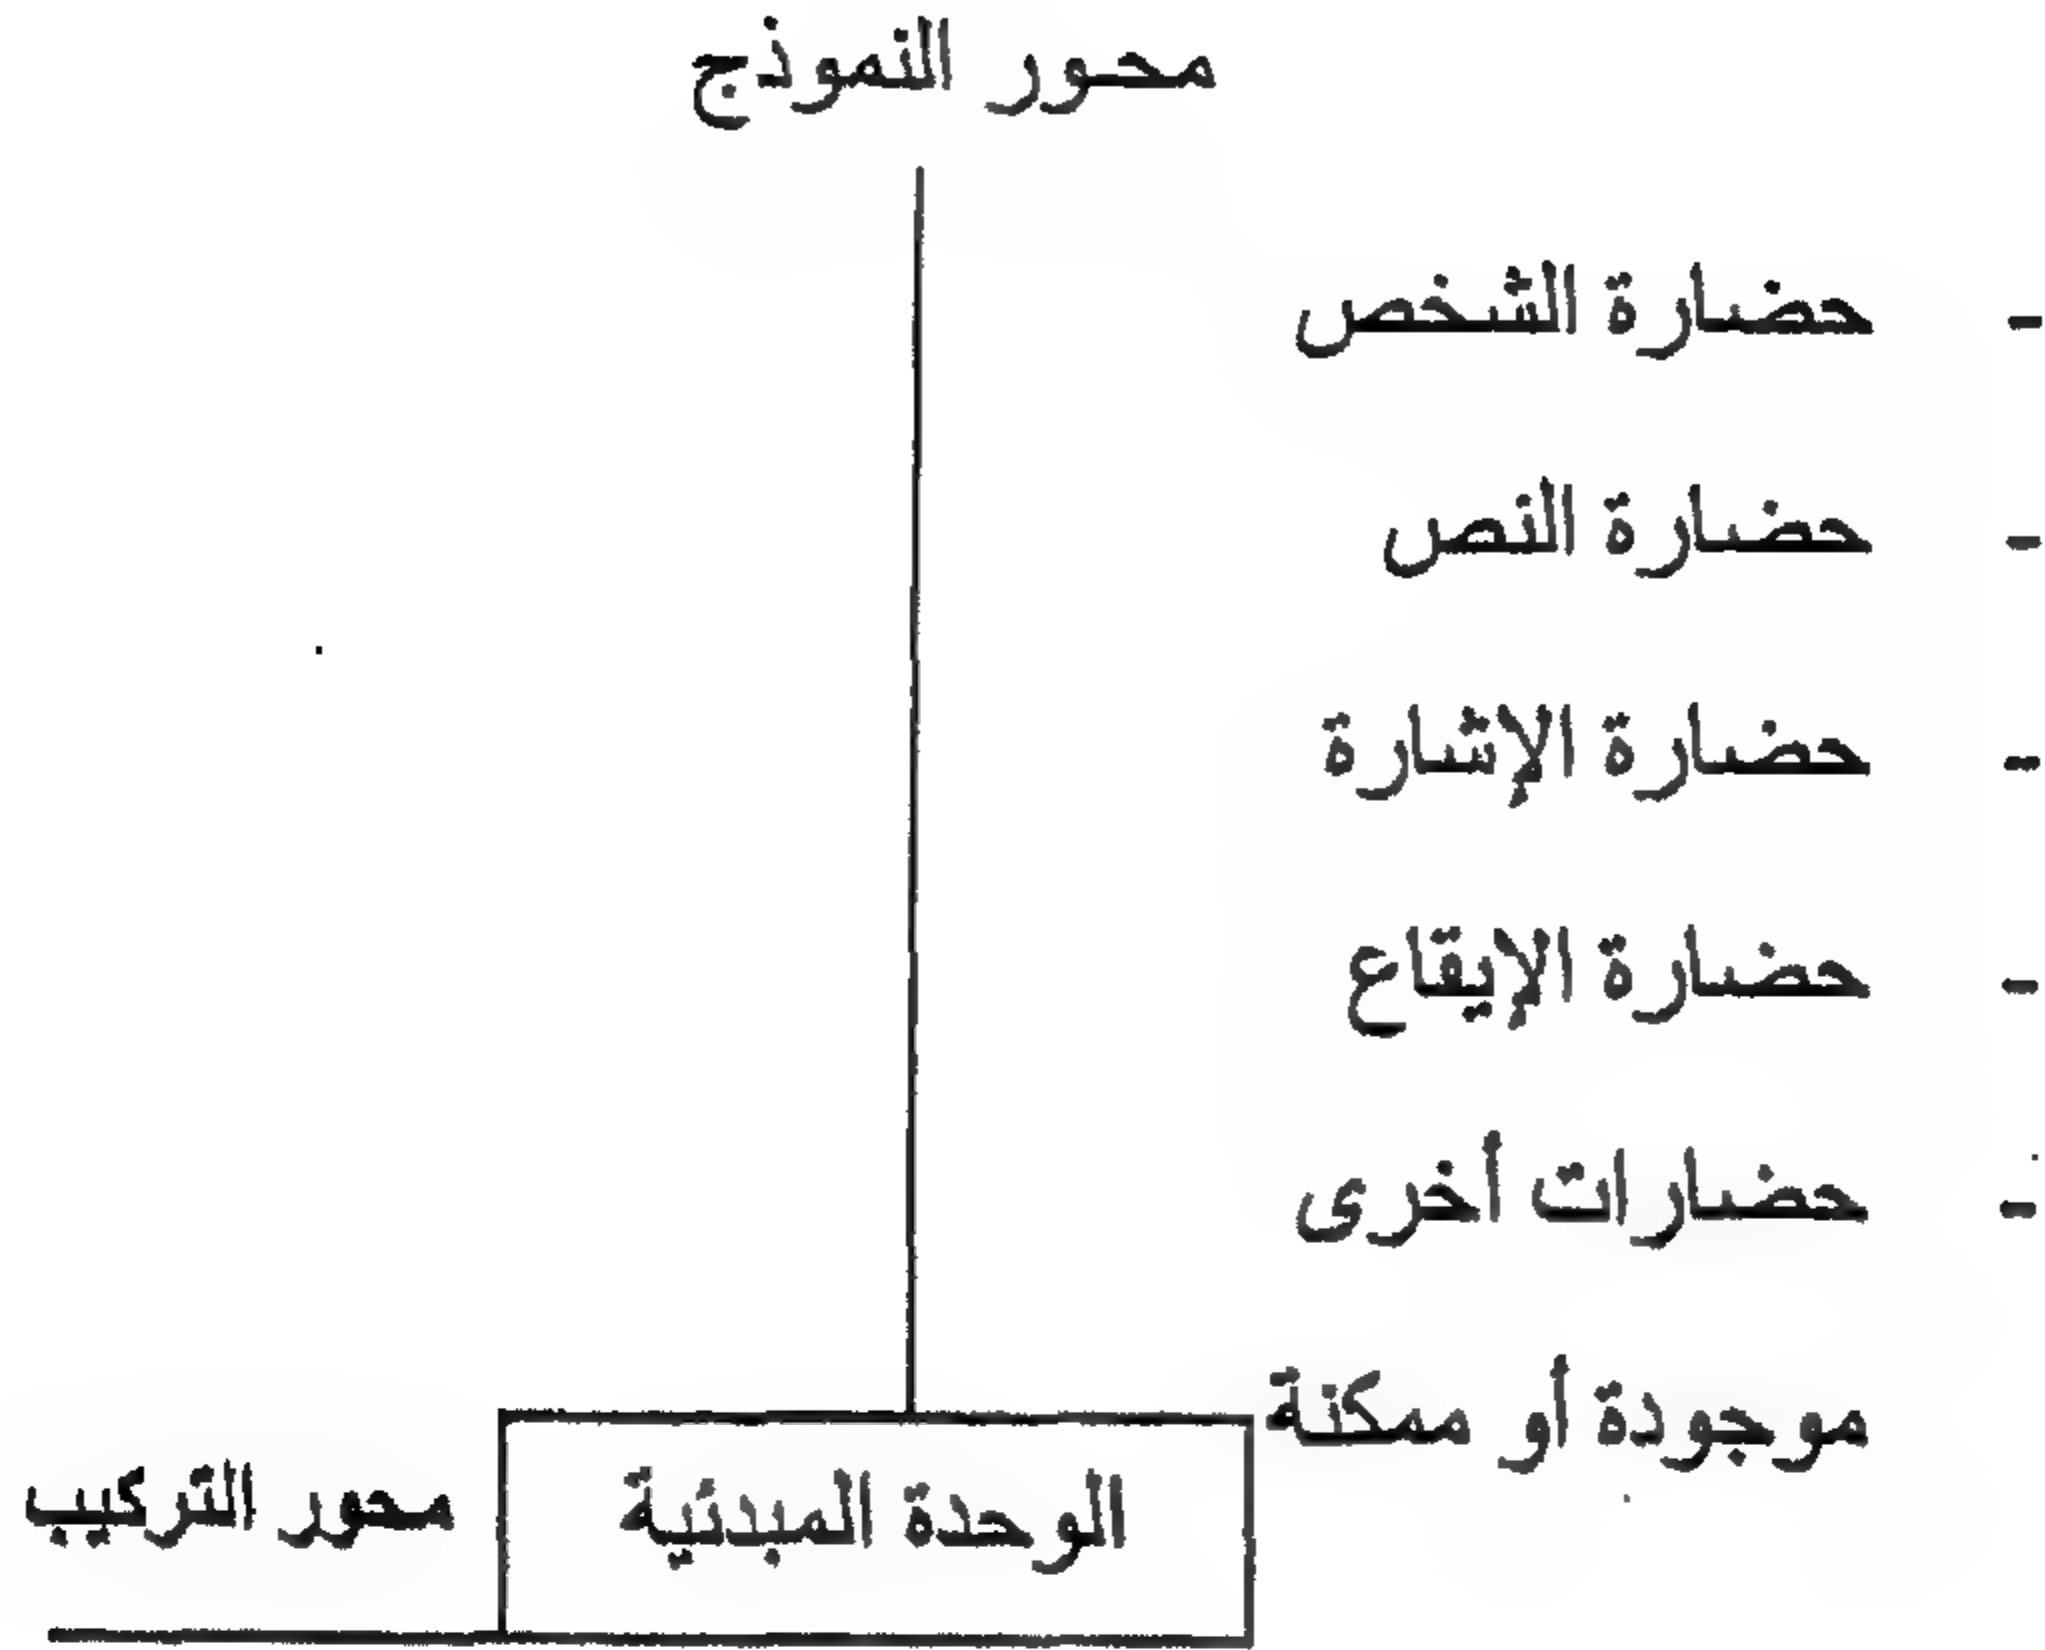 محور النموذج
- حضارة الشخص
- حضارة النص
- حضارة الإشارة
- حضارة الإيقاع
- حضارات أخرى
موجودة أو ممكنة
الوحدة المبدئية
محور التركيب